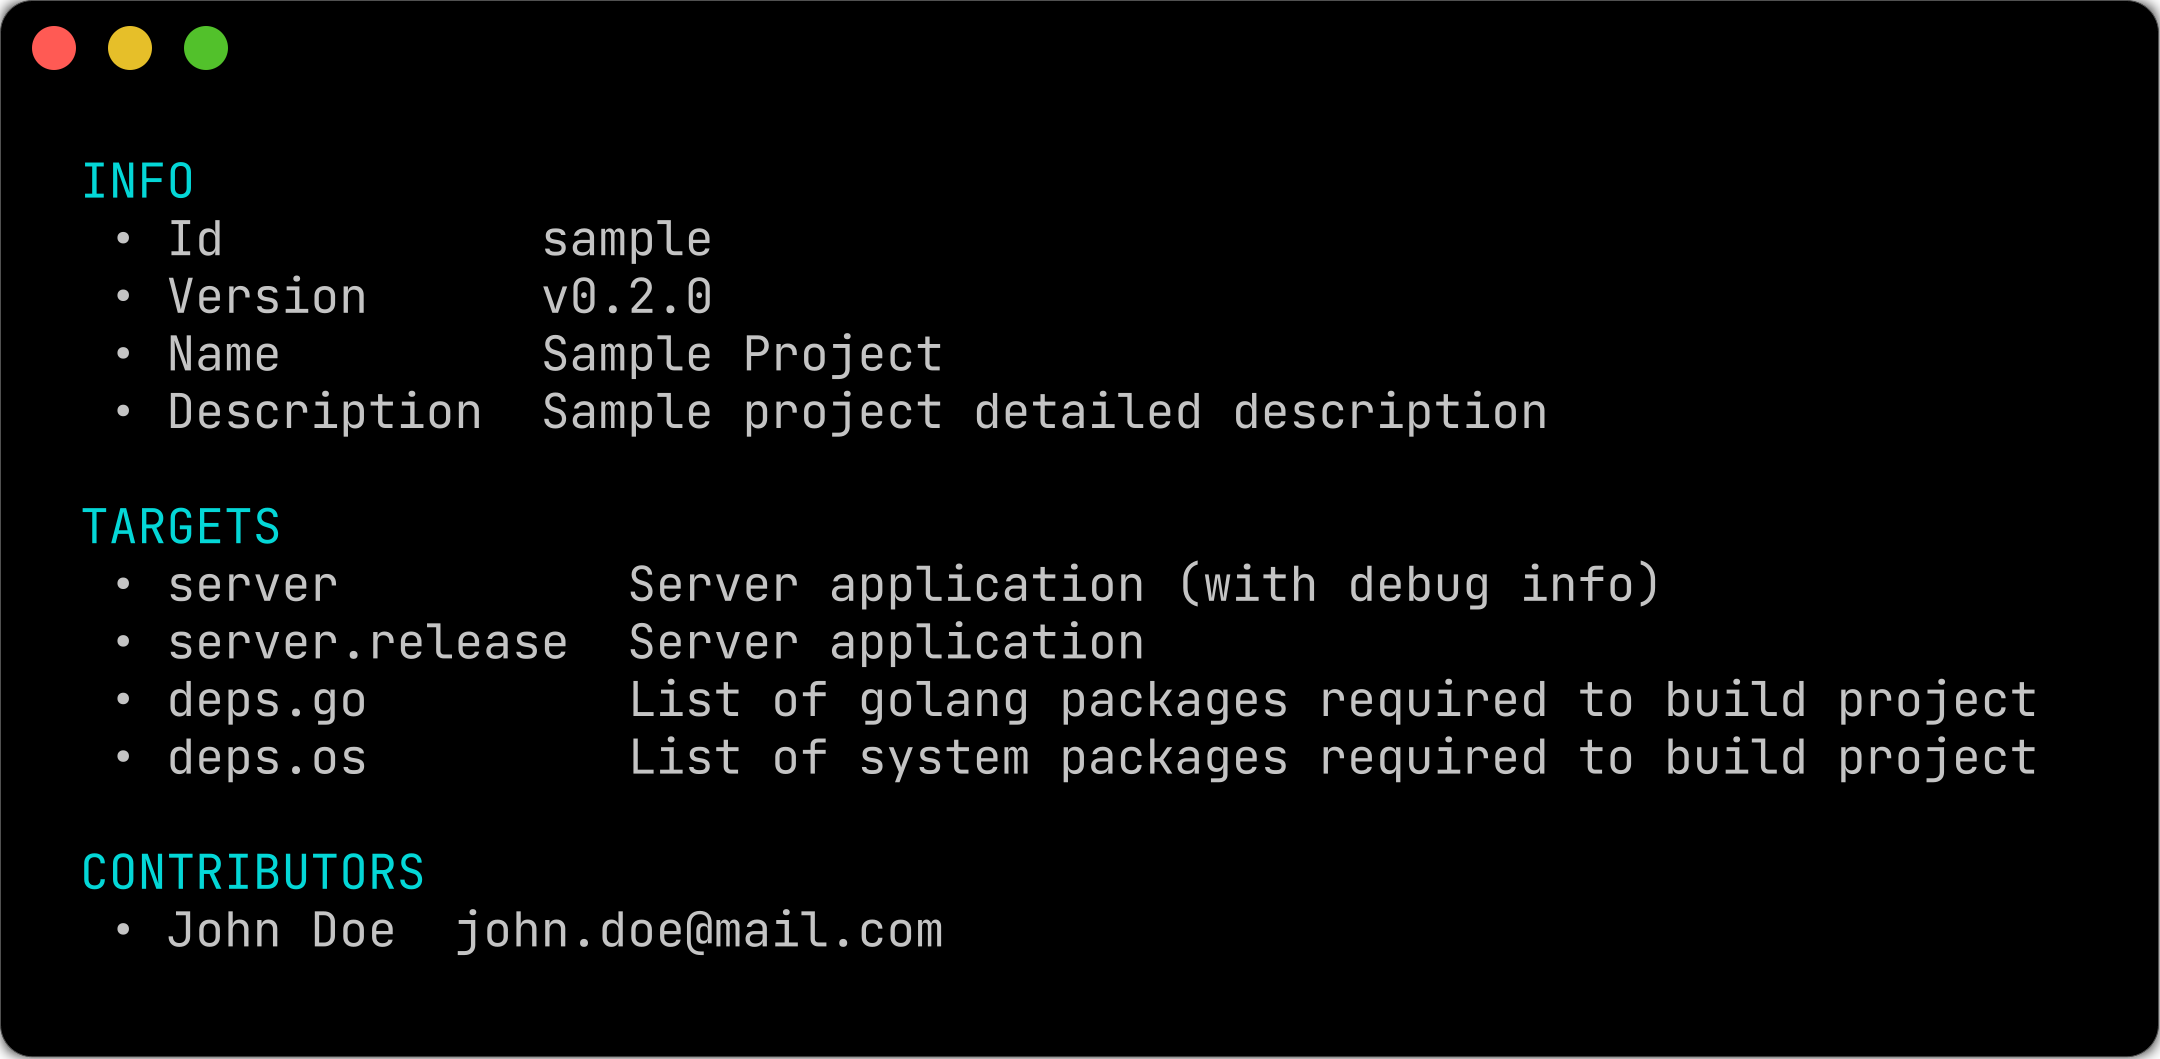 INFO
• Id           sample
• Version      v0.2.0
• Name         Sample Project
• Description  Sample project detailed description
TARGETS
• server          Server application (with debug info)
• server.release  Server application
• deps.go         List of golang packages required to build project
• deps.os         List of system packages required to build project
CONTRIBUTORS
• John Doe  john.doe@mail.com